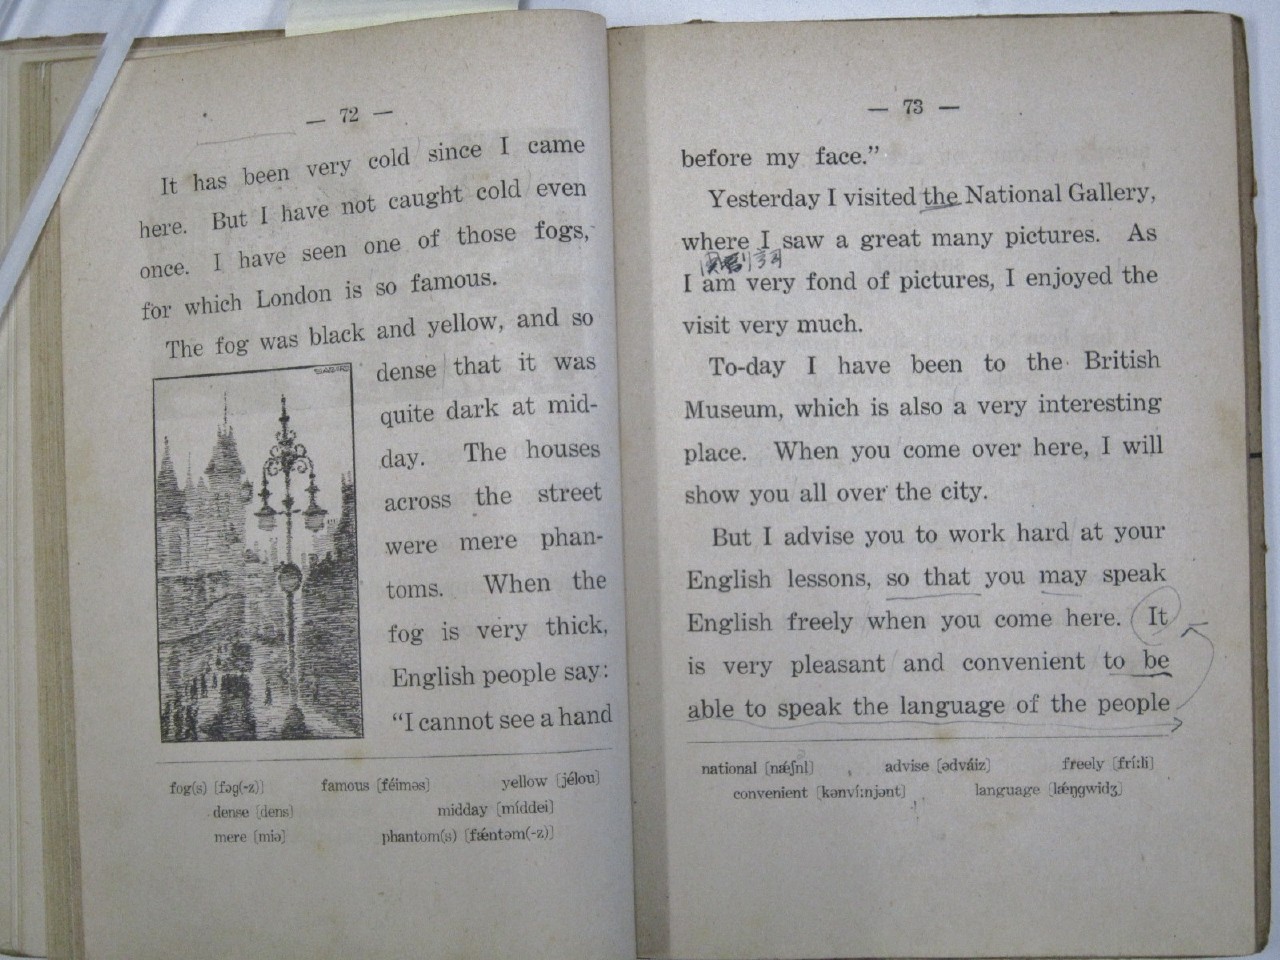 — 72 —
It has been very cold since I came
here. But I have not caught cold even
once. I have seen one of those fogs,
for which London is so famous.
The fog was black and yellow, and so
dense that it was
quite dark at mid-
day. The houses
across the street
were mere phan-
toms. When the
fog is very thick,
English people say:
“I cannot see a hand
fog(s) [fɔg(-z)] famous [féiməs] yellow [jélou]
dense [dens] midday [míddei]
mere [miə] phantom(s) [fǽntəm(-z)]
— 73 —
before my face.”
Yesterday I visited the National Gallery,
where I saw a great many pictures. As
I am very fond of pictures, I enjoyed the
visit very much.
To-day I have been to the British
Museum, which is also a very interesting
place. When you come over here, I will
show you all over the city.
But I advise you to work hard at your
English lessons, so that you may speak
English freely when you come here. It
is very pleasant and convenient to be
able to speak the language of the people
national [nǽʃnl] advise [ədváiz] freely [frí:li]
convenient [kənví:njənt] language [lǽŋgwidʒ]